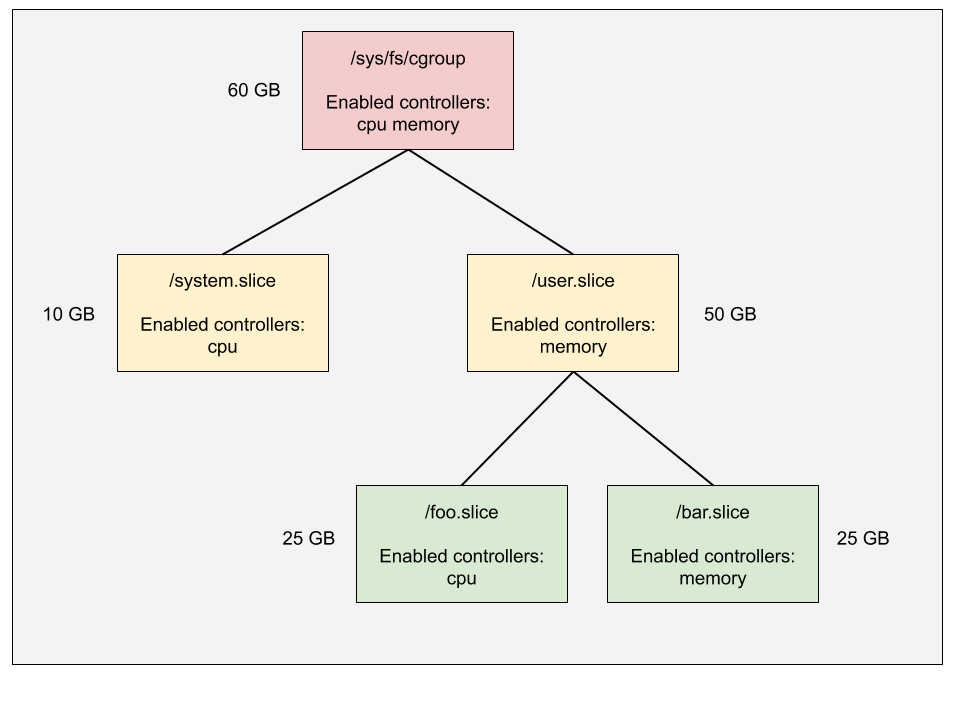 /sys/fs/cgroup
Enabled controllers:
cpu memory
60 GB
/system.slice
Enabled controllers:
cpu
10 GB
/user.slice
Enabled controllers:
memory
50 GB
/foo.slice
Enabled controllers:
cpu
25 GB
/bar.slice
Enabled controllers:
memory
25 GB